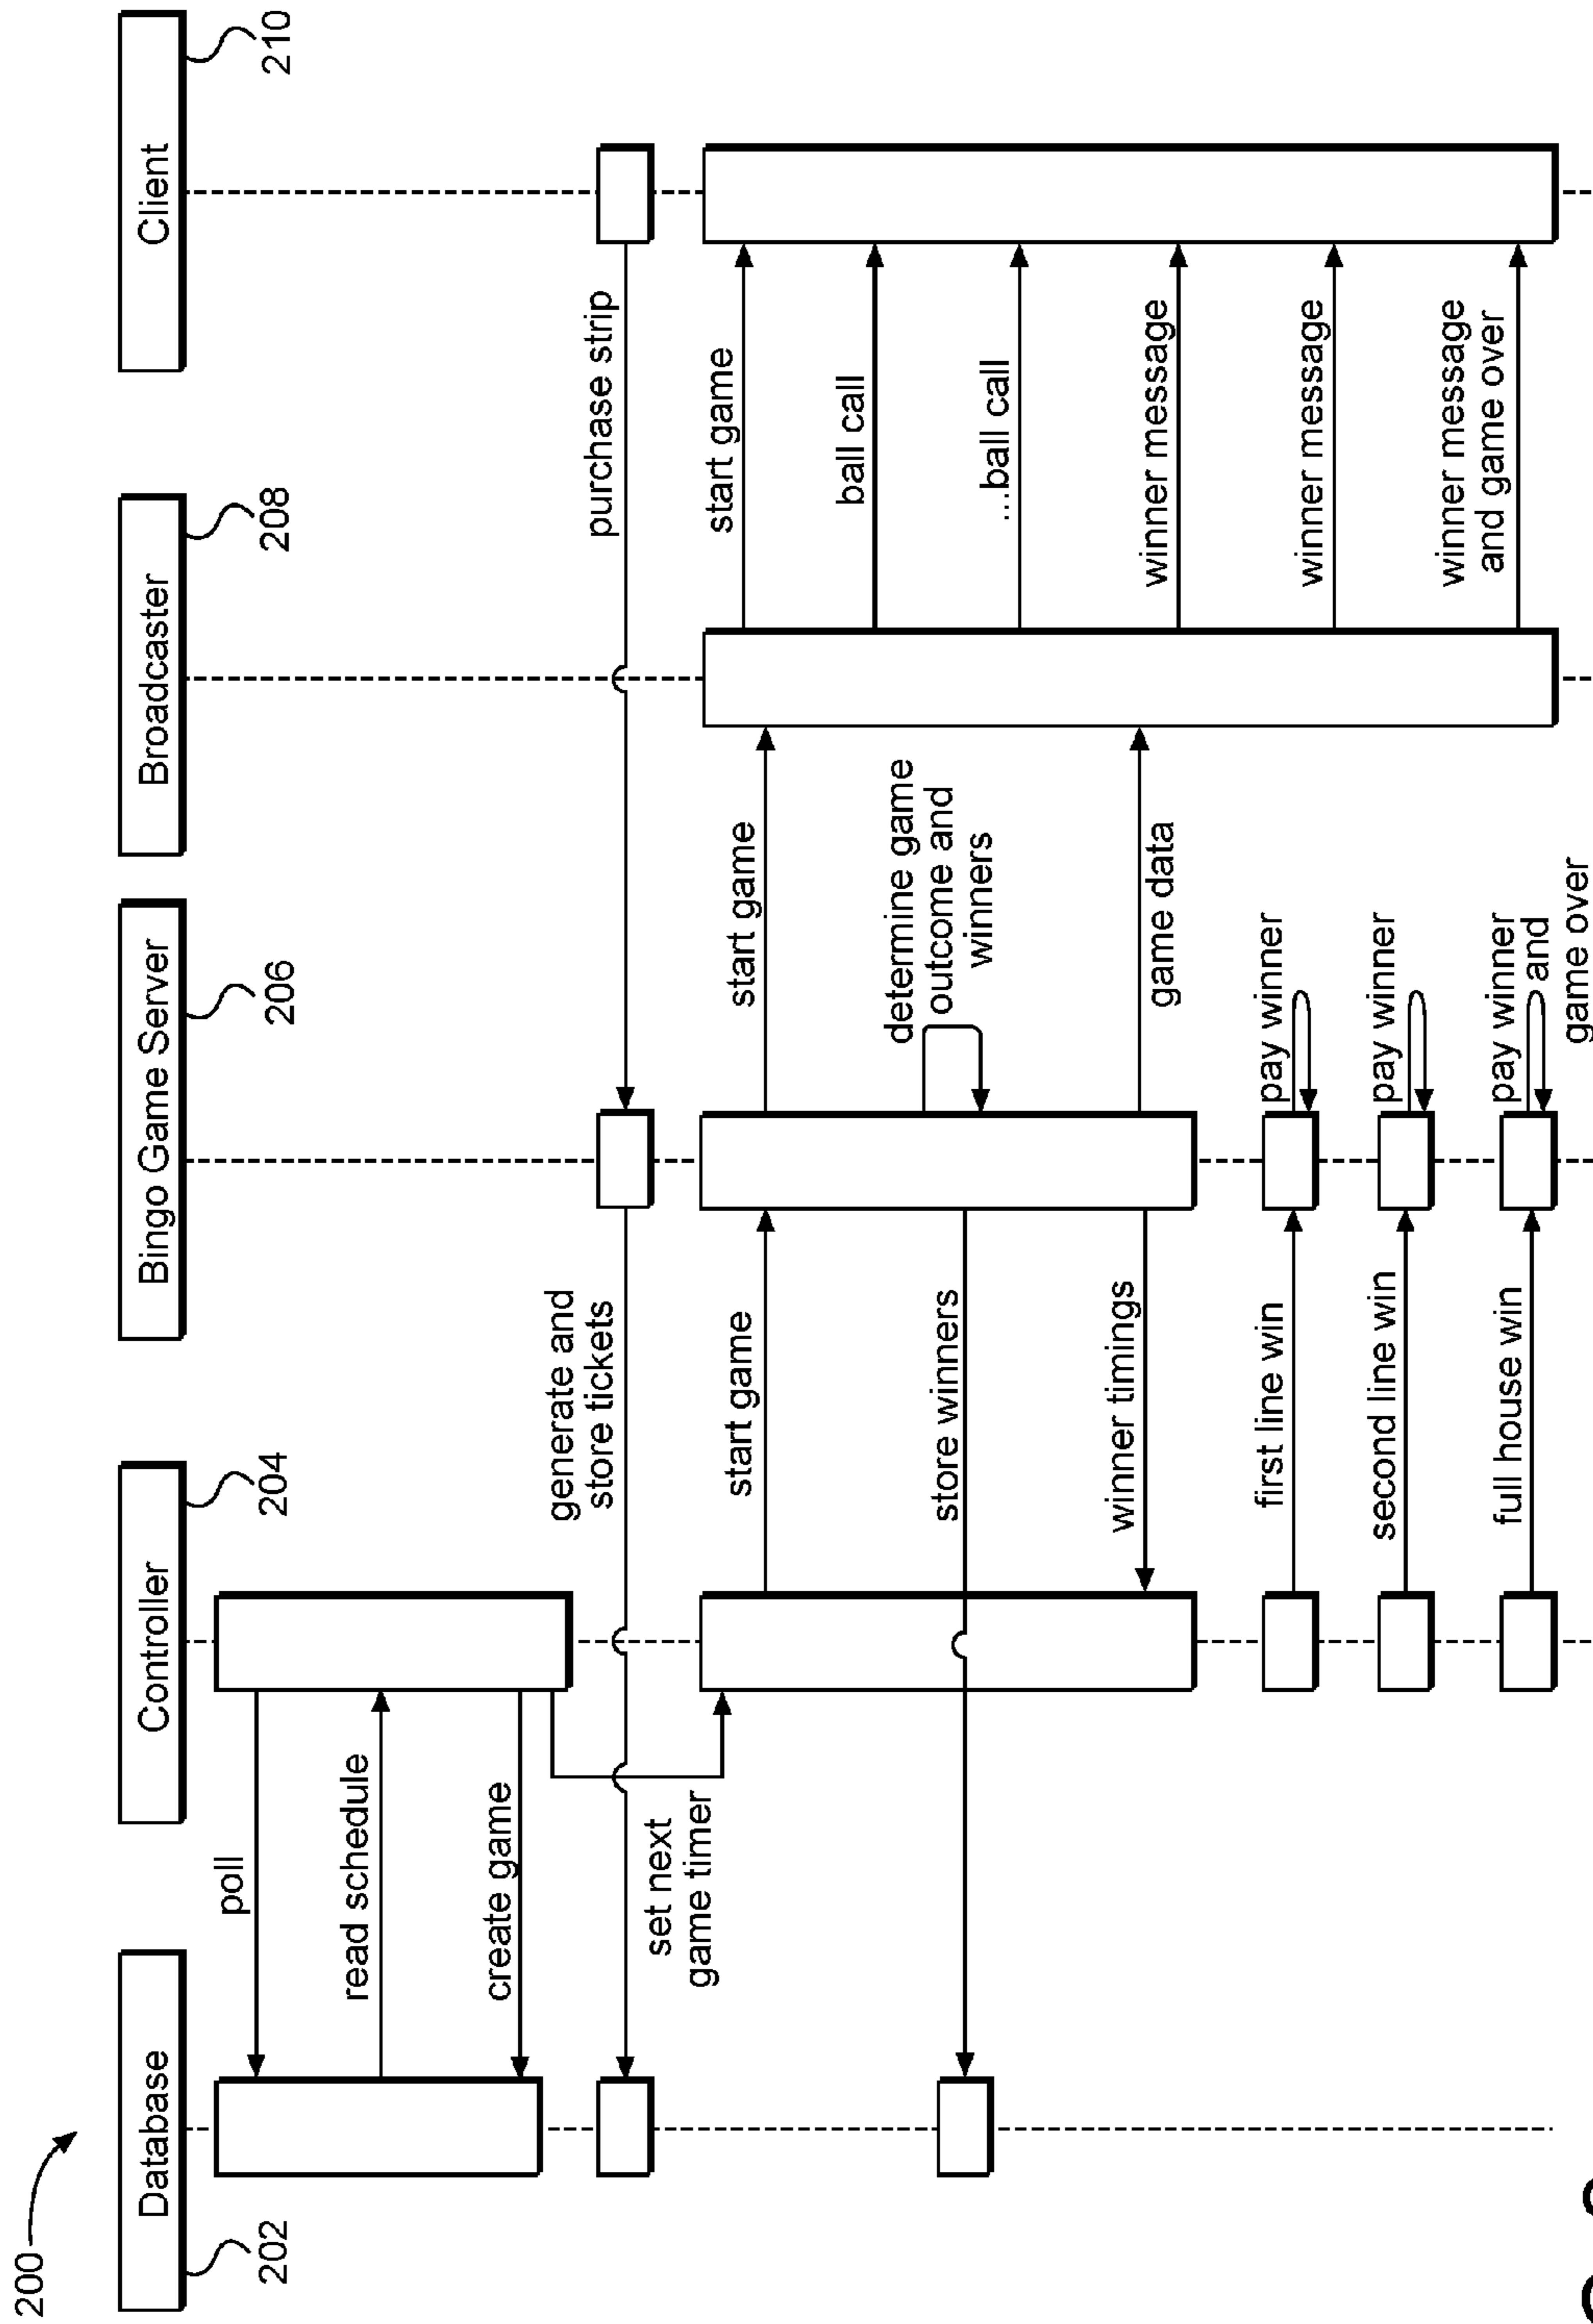 200
Database
202
Controller
204
Bingo Game Server
206
Broadcaster
208
Client
210
poll
read schedule
create game
set next
game timer
generate and
store tickets
purchase strip
start game
start game
start game
ball call
...ball call
determine game
outcome and
winners
store winners
winner timings
game data
winner message
first line win
pay winner
winner message
second line win
pay winner
full house win
pay winner
and
game over
winner message
and game over